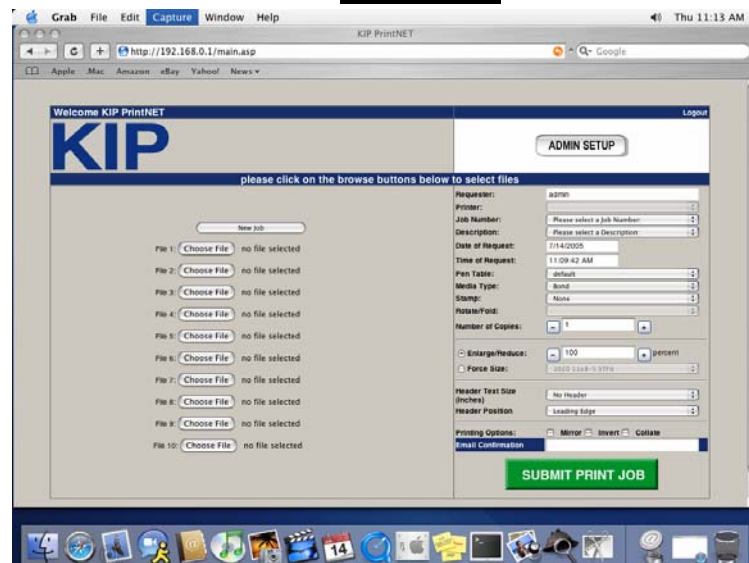 Grab File Edit Capture Window Help Thu 11:13 AM
KIP PrintNET
http://192.168.0.1/main.asp Google
Apple .Mac Amazon eBay Yahoo! News
Welcome KIP PrintNET Logout
KIP
ADMIN SETUP
please click on the browse buttons below to select files
New Job
File 1: Choose File no file selected
File 2: Choose File no file selected
File 3: Choose File no file selected
File 4: Choose File no file selected
File 5: Choose File no file selected
File 6: Choose File no file selected
File 7: Choose File no file selected
File 8: Choose File no file selected
File 9: Choose File no file selected
File 10: Choose File no file selected
Requester: admin
Printer:
Job Number: Please select a Job Number
Description: Please select a Description
Date of Request: 7/14/2005
Time of Request: 11:09:42 AM
Pen Table: default
Media Type: Bond
Stamp: None
Rotate/Fold:
Number of Copies: - 1 +
Enlarge/Reduce: - 100 + percent
Force Size:
Header Text Size (Inches) No Header
Header Position Leading Edge
Printing Options: Mirror Invert Collate
Email Confirmation
SUBMIT PRINT JOB
14